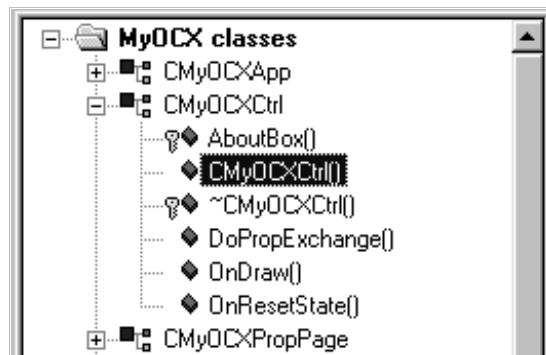 MyOCX classes
CMyOCXApp
CMyOCXCtrl
AboutBox()
CMyOCXCtrl()
~CMyOCXCtrl()
DoPropExchange()
OnDraw()
OnResetState()
CMyOCXPropPage